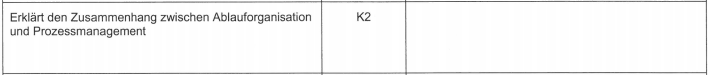 Erklärt den Zusammenhang zwischen Ablauforganisation K2
und Prozessmanagement